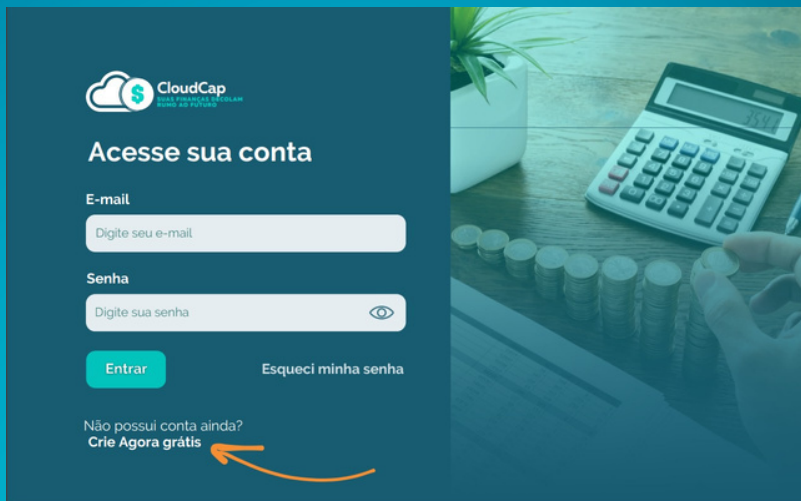 CloudCap
SUAS FINANÇAS DECOLAM
RUMO AO FUTURO
Acesse sua conta
E-mail
Digite seu e-mail
Senha
Digite sua senha
Entrar
Esqueci minha senha
Não possui conta ainda?
Crie Agora grátis